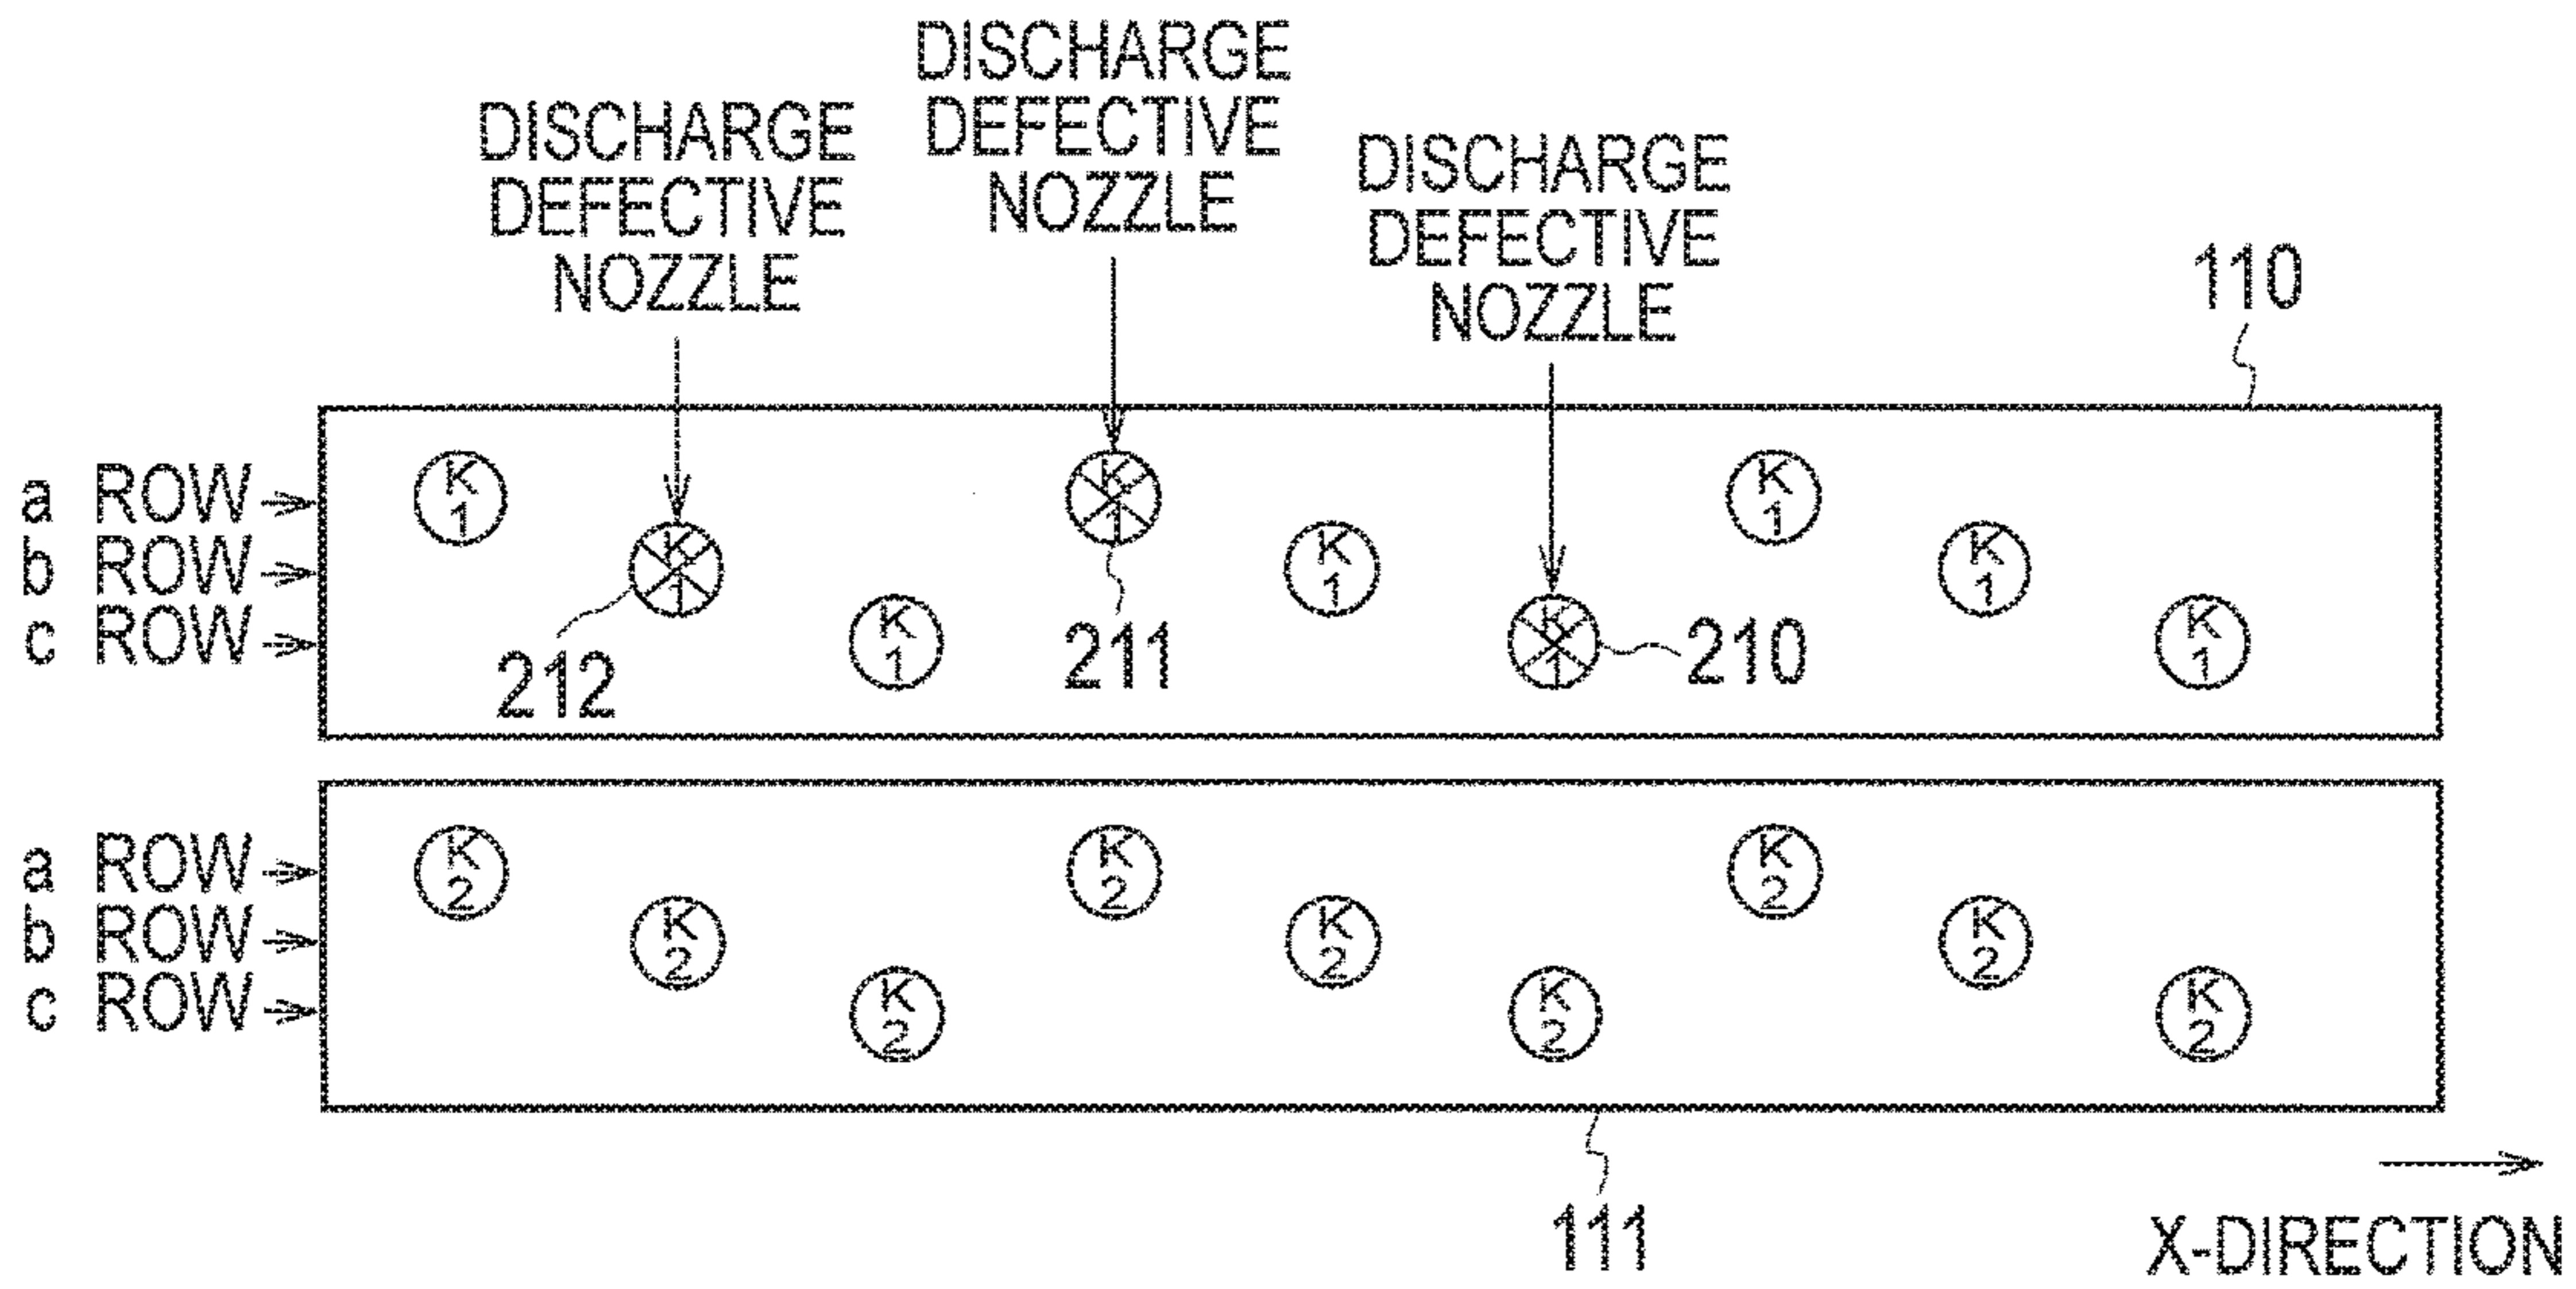 DISCHARGE
DEFECTIVE
NOZZLE
DISCHARGE
DEFECTIVE
NOZZLE
DISCHARGE
DEFECTIVE
NOZZLE
110
a ROW
b ROW
c ROW
K
1
K
1
K
1
K
1
K
1
K
1
K
1
K
1
K
1
212
211
210
a ROW
b ROW
c ROW
K
2
K
2
K
2
K
2
K
2
K
2
K
2
K
2
K
2
111
X-DIRECTION